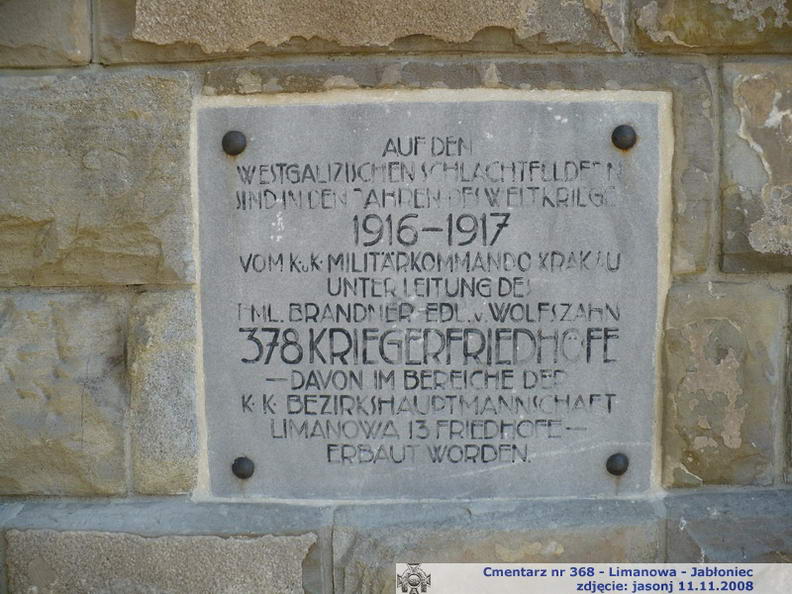 AUF DEN
WESTGALIZISCHEN SCHLACHTFELDERN
SIND IN DEN JAHREN DES WELTKRIEGES
1916–1917
VOM K.u.K. MILITÄRKOMMANDO KRAKAU
UNTER LEITUNG DES
FML. BRANDNER EDL. v. WOLFSZAHN
378 KRIEGERFRIEDHÖFE
— DAVON IM BEREICHE DER
K. K. BEZIRKSHAUPTMANNSCHAFT
LIMANOWA 13 FRIEDHÖFE —
ERBAUT WORDEN.
Cmentarz nr 368 - Limanowa - Jabłoniec
zdjęcie: jasonj 11.11.2008